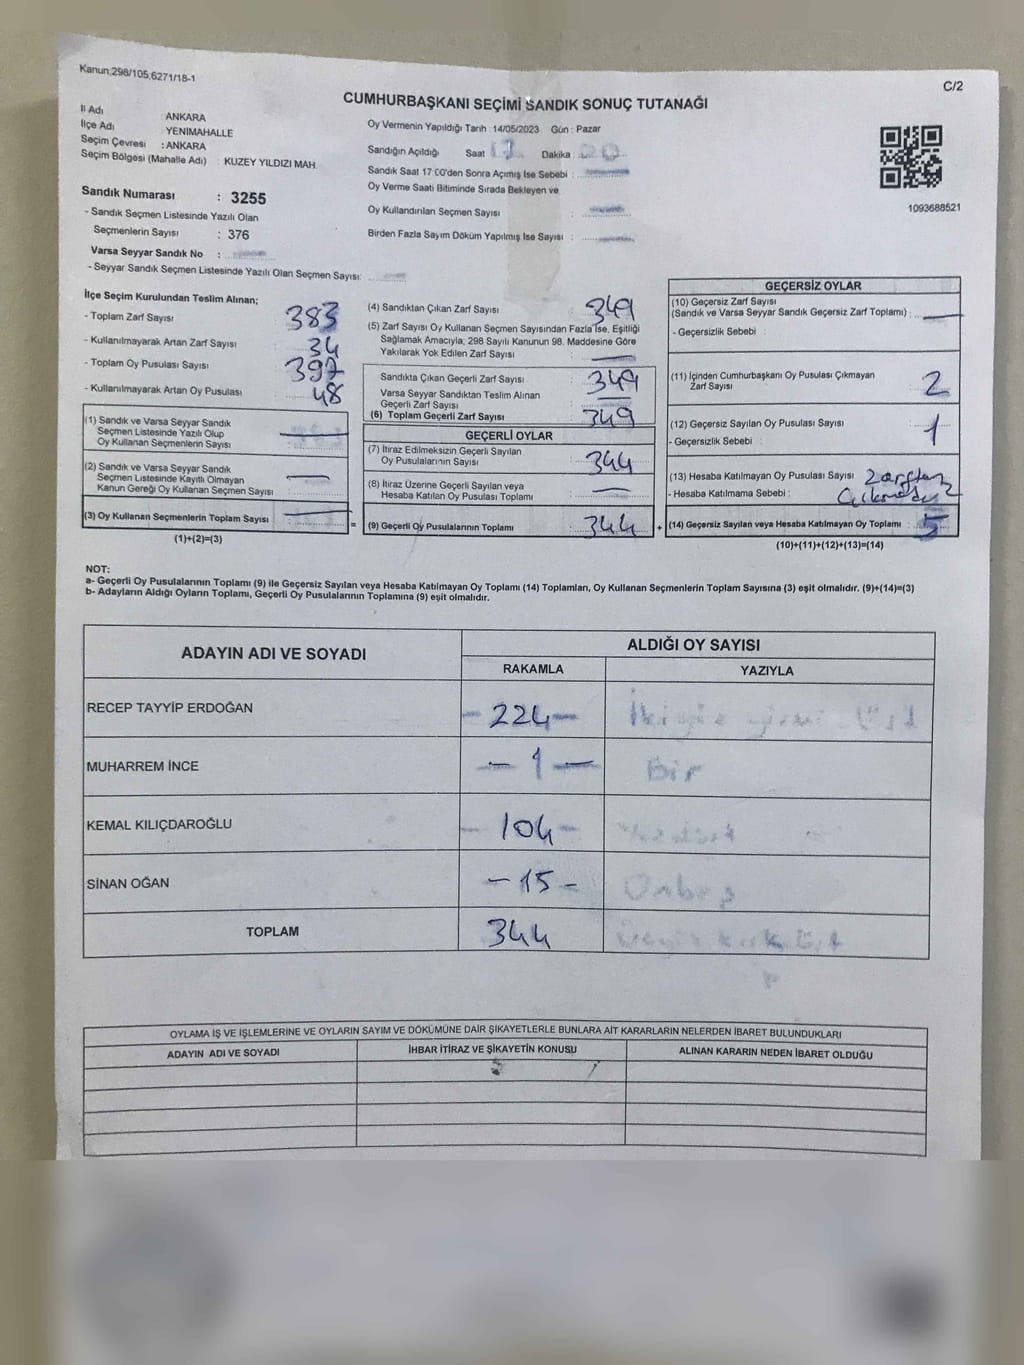 Kanun;298/105;6271/18-1
C/2
CUMHURBAŞKANI SEÇİMİ SANDIK SONUÇ TUTANAĞI
İl Adı ANKARA
İlçe Adı YENİMAHALLE
Seçim Çevresi : ANKARA
Seçim Bölgesi (Mahalle Adı) : KUZEY YILDIZI MAH.
Sandık Numarası : 3255
- Sandık Seçmen Listesinde Yazılı Olan
Seçmenlerin Sayısı : 376
Varsa Seyyar Sandık No :
- Seyyar Sandık Seçmen Listesinde Yazılı Olan Seçmen Sayısı:
Oy Vermenin Yapıldığı Tarih : 14/05/2023 Gün : Pazar
Sandığın Açıldığı Saat Dakika
Sandık Saat 17:00'den Sonra Açımış İse Sebebi :
Oy Verme Saati Bitiminde Sırada Bekleyen ve
Oy Kullandırılan Seçmen Sayısı :
Birden Fazla Sayım Döküm Yapılmış İse Sayısı :
1093688521
İlçe Seçim Kurulundan Teslim Alınan;
- Toplam Zarf Sayısı 383
- Kullanılmayarak Artan Zarf Sayısı 34
- Toplam Oy Pusulası Sayısı 397
- Kullanılmayarak Artan Oy Pusulası 48
(1) Sandık ve Varsa Seyyar Sandık
Seçmen Listesinde Yazılı Olup
Oy Kullanan Seçmenlerin Sayısı
(2) Sandık ve Varsa Seyyar Sandık
Seçmen Listesinde Kayıtlı Olmayan
Kanun Gereği Oy Kullanan Seçmen Sayısı :
(3) Oy Kullanan Seçmenlerin Toplam Sayısı :
(1)+(2)=(3)
=
(4) Sandıktan Çıkan Zarf Sayısı : 349
(5) Zarf Sayısı Oy Kullanan Seçmen Sayısından Fazla İse, Eşitliği
Sağlamak Amacıyla, 298 Sayılı Kanunun 98. Maddesine Göre
Yakılarak Yok Edilen Zarf Sayısı :
Sandıkta Çıkan Geçerli Zarf Sayısı : 349
Varsa Seyyar Sandıktan Teslim Alınan
Geçerli Zarf Sayısı :
(6) Toplam Geçerli Zarf Sayısı : 349
GEÇERLİ OYLAR
(7) İtiraz Edilmeksizin Geçerli Sayılan
Oy Pusulalarının Sayısı : 344
(8) İtiraz Üzerine Geçerli Sayılan veya
Hesaba Katılan Oy Pusulası Toplamı :
(9) Geçerli Oy Pusulalarının Toplamı : 344
+
GEÇERSİZ OYLAR
(10) Geçersiz Zarf Sayısı
(Sandık ve Varsa Seyyar Sandık Geçersiz Zarf Toplamı) :
- Geçersizlik Sebebi :
(11) İçinden Cumhurbaşkanı Oy Pusulası Çıkmayan
Zarf Sayısı : 2
(12) Geçersiz Sayılan Oy Pusulası Sayısı : 1
- Geçersizlik Sebebi :
(13) Hesaba Katılmayan Oy Pusulası Sayısı : 2
- Hesaba Katılmama Sebebi : zarftan
(14) Geçersiz Sayılan veya Hesaba Katılmayan Oy Toplamı : 5
(10)+(11)+(12)+(13)=(14)
NOT:
a- Geçerli Oy Pusulalarının Toplamı (9) ile Geçersiz Sayılan veya Hesaba Katılmayan Oy Toplamı (14) Toplamları, Oy Kullanan Seçmenlerin Toplam Sayısına (3) eşit olmalıdır. (9)+(14)=(3)
b- Adayların Aldığı Oyların Toplamı, Geçerli Oy Pusulalarının Toplamına (9) eşit olmalıdır.
ADAYIN ADI VE SOYADI
ALDIĞI OY SAYISI
RAKAMLA YAZIYLA
RECEP TAYYİP ERDOĞAN - 224 - İkiyüz yirmi dört
MUHARREM İNCE - 1 - Bir
KEMAL KILIÇDAROĞLU - 104 - Yüzdört
SİNAN OĞAN - 15 - Onbeş
TOPLAM 344 Üçyüz kırk dört
OYLAMA İŞ VE İŞLEMLERİNE VE OYLARIN SAYIM VE DÖKÜMÜNE DAİR ŞİKAYETLERLE BUNLARA AİT KARARLARIN NELERDEN İBARET BULUNDUKLARI
ADAYIN ADI VE SOYADI İHBAR İTİRAZ VE ŞİKAYETİN KONUSU ALINAN KARARIN NEDEN İBARET OLDUĞU